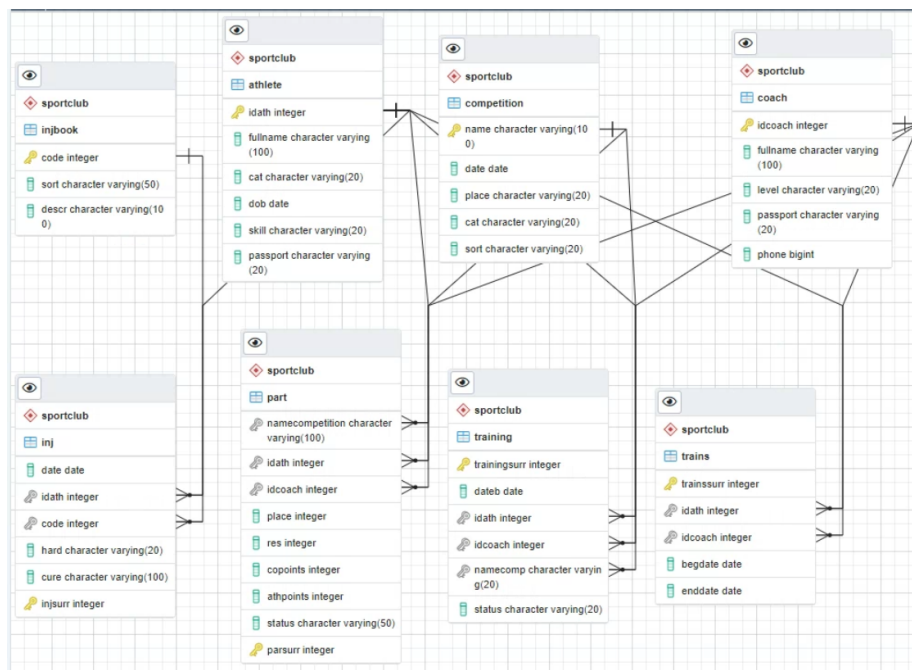 sportclub
injbook
code integer
sort character varying(50)
descr character varying(10
0)
sportclub
athlete
idath integer
fullname character varying
(100)
cat character varying(20)
dob date
skill character varying(20)
passport character varying
(20)
sportclub
competition
name character varying(10
0)
date date
place character varying(20)
cat character varying(20)
sort character varying(20)
sportclub
coach
idcoach integer
fullname character varying
(100)
level character varying(20)
passport character varying
(20)
phone bigint
sportclub
inj
date date
idath integer
code integer
hard character varying(20)
cure character varying(100)
injsurr integer
sportclub
part
namecompetition character
varying(100)
idath integer
idcoach integer
place integer
res integer
copoints integer
athpoints integer
status character varying(50)
parsurr integer
sportclub
training
trainingsurr integer
dateb date
idath integer
idcoach integer
namecomp character varyin
g(20)
status character varying(20)
sportclub
trains
trainssurr integer
idath integer
idcoach integer
begdate date
enddate date